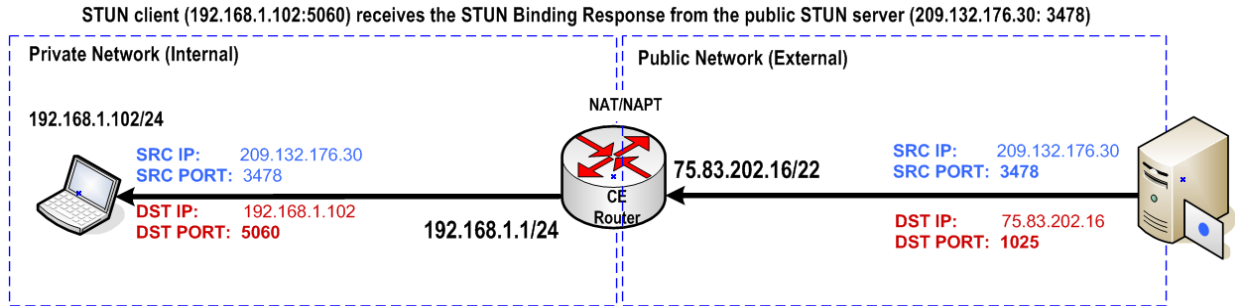 STUN client (192.168.1.102:5060) receives the STUN Binding Response from the public STUN server (209.132.176.30: 3478)
Private Network (Internal)
Public Network (External)
NAT/NAPT
192.168.1.102/24
SRC IP: 209.132.176.30
SRC PORT: 3478
DST IP: 192.168.1.102
DST PORT: 5060
192.168.1.1/24
CE
Router
75.83.202.16/22
SRC IP: 209.132.176.30
SRC PORT: 3478
DST IP: 75.83.202.16
DST PORT: 1025